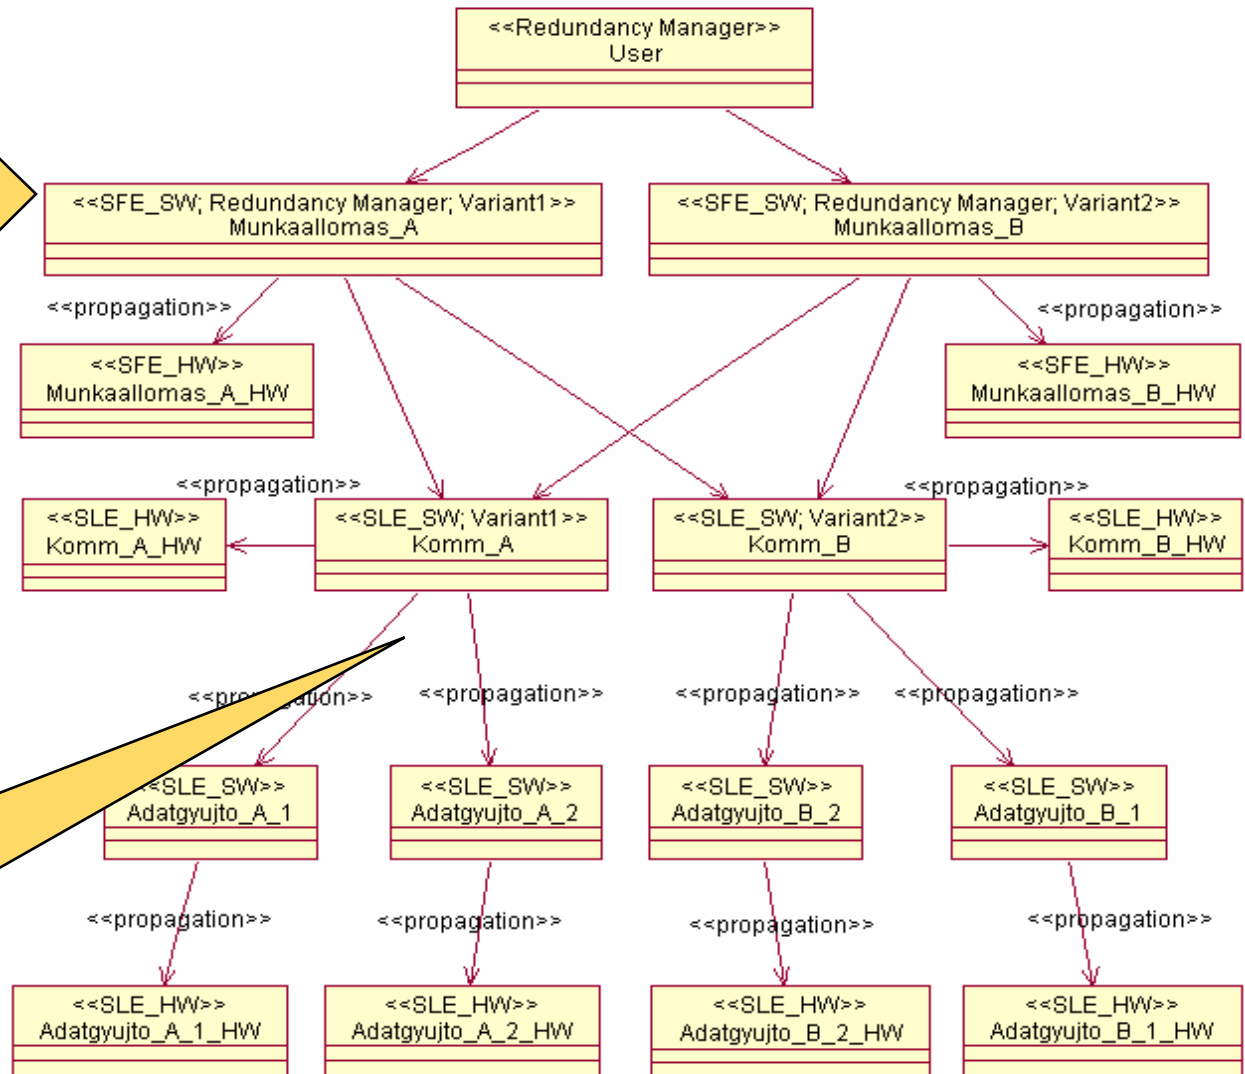 <<Redundancy Manager>>
User
<<SFE_SW; Redundancy Manager; Variant1>>
Munkaallomas_A
<<SFE_SW; Redundancy Manager; Variant2>>
Munkaallomas_B
<<propagation>>
<<propagation>>
<<SFE_HW>>
Munkaallomas_A_HW
<<SFE_HW>>
Munkaallomas_B_HW
<<propagation>>
<<propagation>>
<<SLE_HW>>
Komm_A_HW
<<SLE_SW; Variant1>>
Komm_A
<<SLE_SW; Variant2>>
Komm_B
<<SLE_HW>>
Komm_B_HW
<<propagation>>
<<propagation>>
<<propagation>>
<<propagation>>
<<SLE_SW>>
Adatgyujto_A_1
<<SLE_SW>>
Adatgyujto_A_2
<<SLE_SW>>
Adatgyujto_B_2
<<SLE_SW>>
Adatgyujto_B_1
<<propagation>>
<<propagation>>
<<propagation>>
<<propagation>>
<<SLE_HW>>
Adatgyujto_A_1_HW
<<SLE_HW>>
Adatgyujto_A_2_HW
<<SLE_HW>>
Adatgyujto_B_2_HW
<<SLE_HW>>
Adatgyujto_B_1_HW